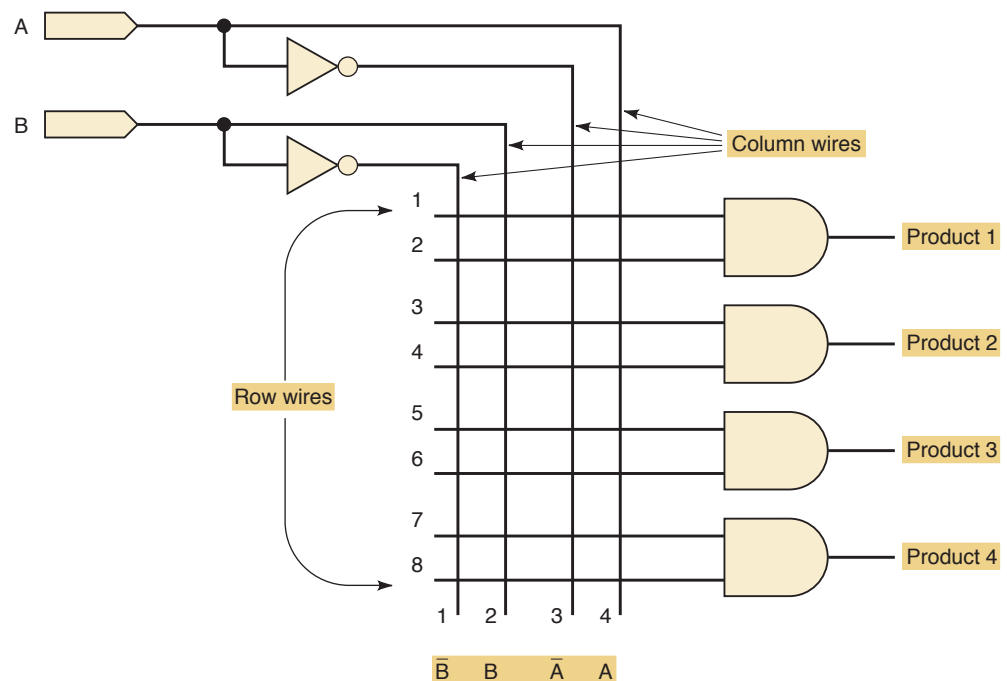 A
B
Column wires
1
Product 1
2
3
Product 2
4
Row wires
5
Product 3
6
7
Product 4
8
1 2 3 4
B̅ B A̅ A